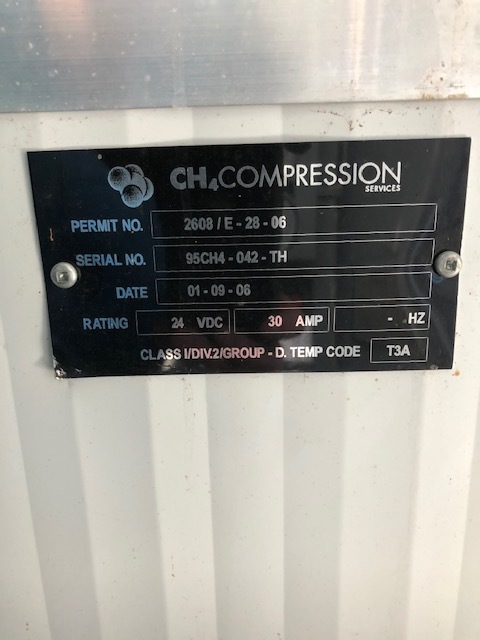 CH₄COMPRESSION
SERVICES
PERMIT NO. 2608 / E - 28 - 06
SERIAL NO. 95CH4 - 042 - TH
DATE 01 - 09 - 06
RATING 24 VDC 30 AMP - HZ
CLASS I/DIV.2/GROUP - D. TEMP CODE T3A